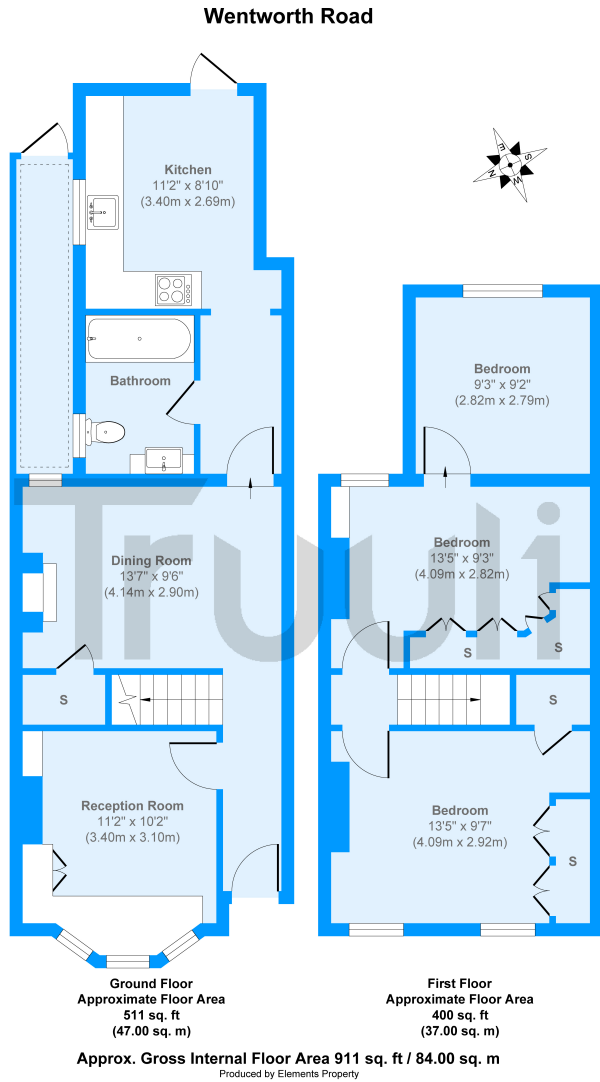 Wentworth Road
Kitchen
11'2" x 8'10"
(3.40m x 2.69m)
E
S
N
W
Bathroom
Bedroom
9'3" x 9'2"
(2.82m x 2.79m)
Truuli
Dining Room
13'7" x 9'6"
(4.14m x 2.90m)
Bedroom
13'5" x 9'3"
(4.09m x 2.82m)
S
S
S
S
Reception Room
11'2" x 10'2"
(3.40m x 3.10m)
Bedroom
13'5" x 9'7"
(4.09m x 2.92m)
S
Ground Floor
Approximate Floor Area
511 sq. ft
(47.00 sq. m)
First Floor
Approximate Floor Area
400 sq. ft
(37.00 sq. m)
Approx. Gross Internal Floor Area 911 sq. ft / 84.00 sq. m
Produced by Elements Property